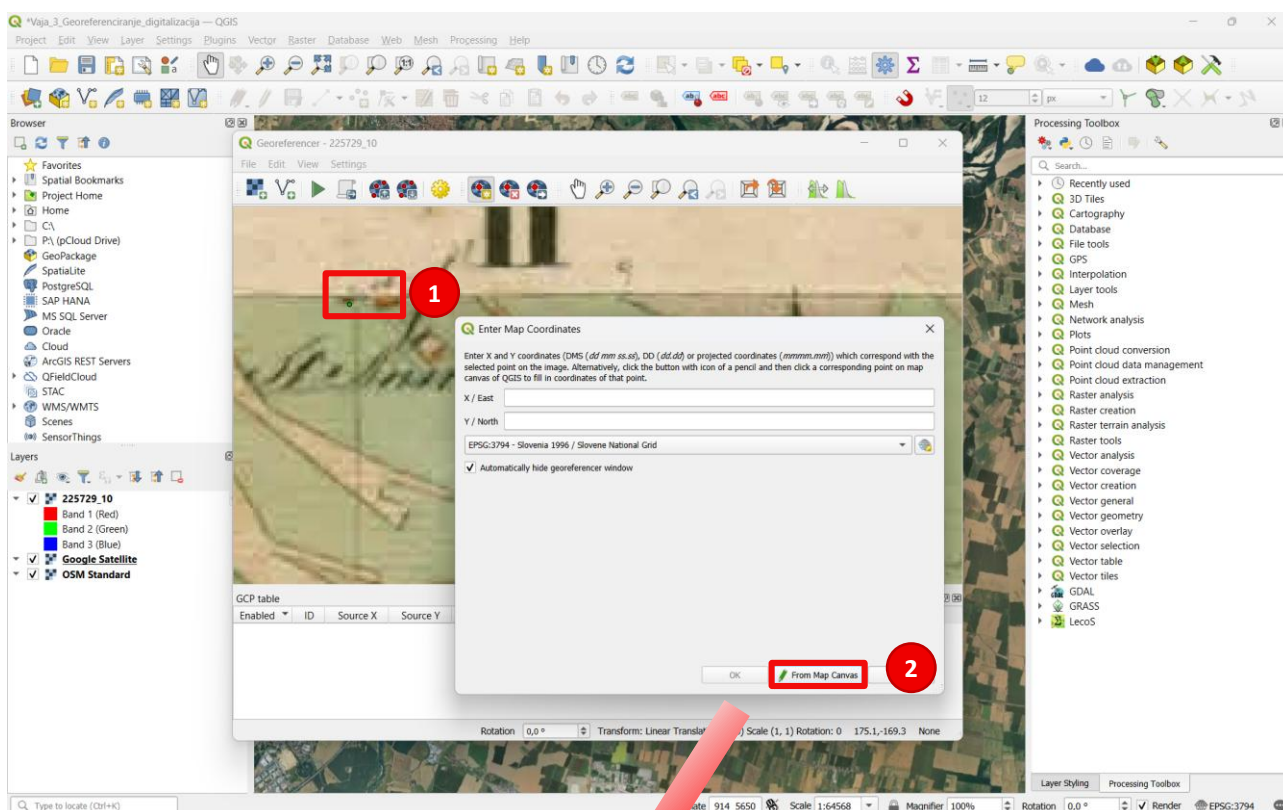 *Vaja_3_Georeferenciranje_digitalizacija — QGIS
Project Edit View Layer Settings Plugins Vector Raster Database Web Mesh Processing Help
12 px
Browser
Favorites
Spatial Bookmarks
Project Home
Home
C:\
P:\ (pCloud Drive)
GeoPackage
SpatiaLite
PostgreSQL
SAP HANA
MS SQL Server
Oracle
Cloud
ArcGIS REST Servers
QFieldCloud
STAC
WMS/WMTS
Scenes
SensorThings
Layers
225729_10
Band 1 (Red)
Band 2 (Green)
Band 3 (Blue)
Google Satellite
OSM Standard
Georeferencer - 225729_10
File Edit View Settings
1
Enter Map Coordinates
Enter X and Y coordinates (DMS (dd mm ss.ss), DD (dd.dd) or projected coordinates (mmmm.mm)) which correspond with the
selected point on the image. Alternatively, click the button with icon of a pencil and then click a corresponding point on map
canvas of QGIS to fill in coordinates of that point.
X / East
Y / North
EPSG:3794 - Slovenia 1996 / Slovene National Grid
Automatically hide georeferencer window
OK From Map Canvas
2
GCP table
Enabled ID Source X Source Y
Rotation 0,0 ° Transform: Linear Translat ) Scale (1, 1) Rotation: 0 175.1,-169.3 None
Processing Toolbox
Search...
Recently used
3D Tiles
Cartography
Database
File tools
GPS
Interpolation
Layer tools
Mesh
Network analysis
Plots
Point cloud conversion
Point cloud data management
Point cloud extraction
Raster analysis
Raster creation
Raster terrain analysis
Raster tools
Vector analysis
Vector coverage
Vector creation
Vector general
Vector geometry
Vector overlay
Vector selection
Vector table
Vector tiles
GDAL
GRASS
LecoS
Layer Styling Processing Toolbox
Type to locate (Ctrl+K) ate 914 5650 Scale 1:64568 Magnifier 100% Rotation 0,0 ° Render EPSG:3794